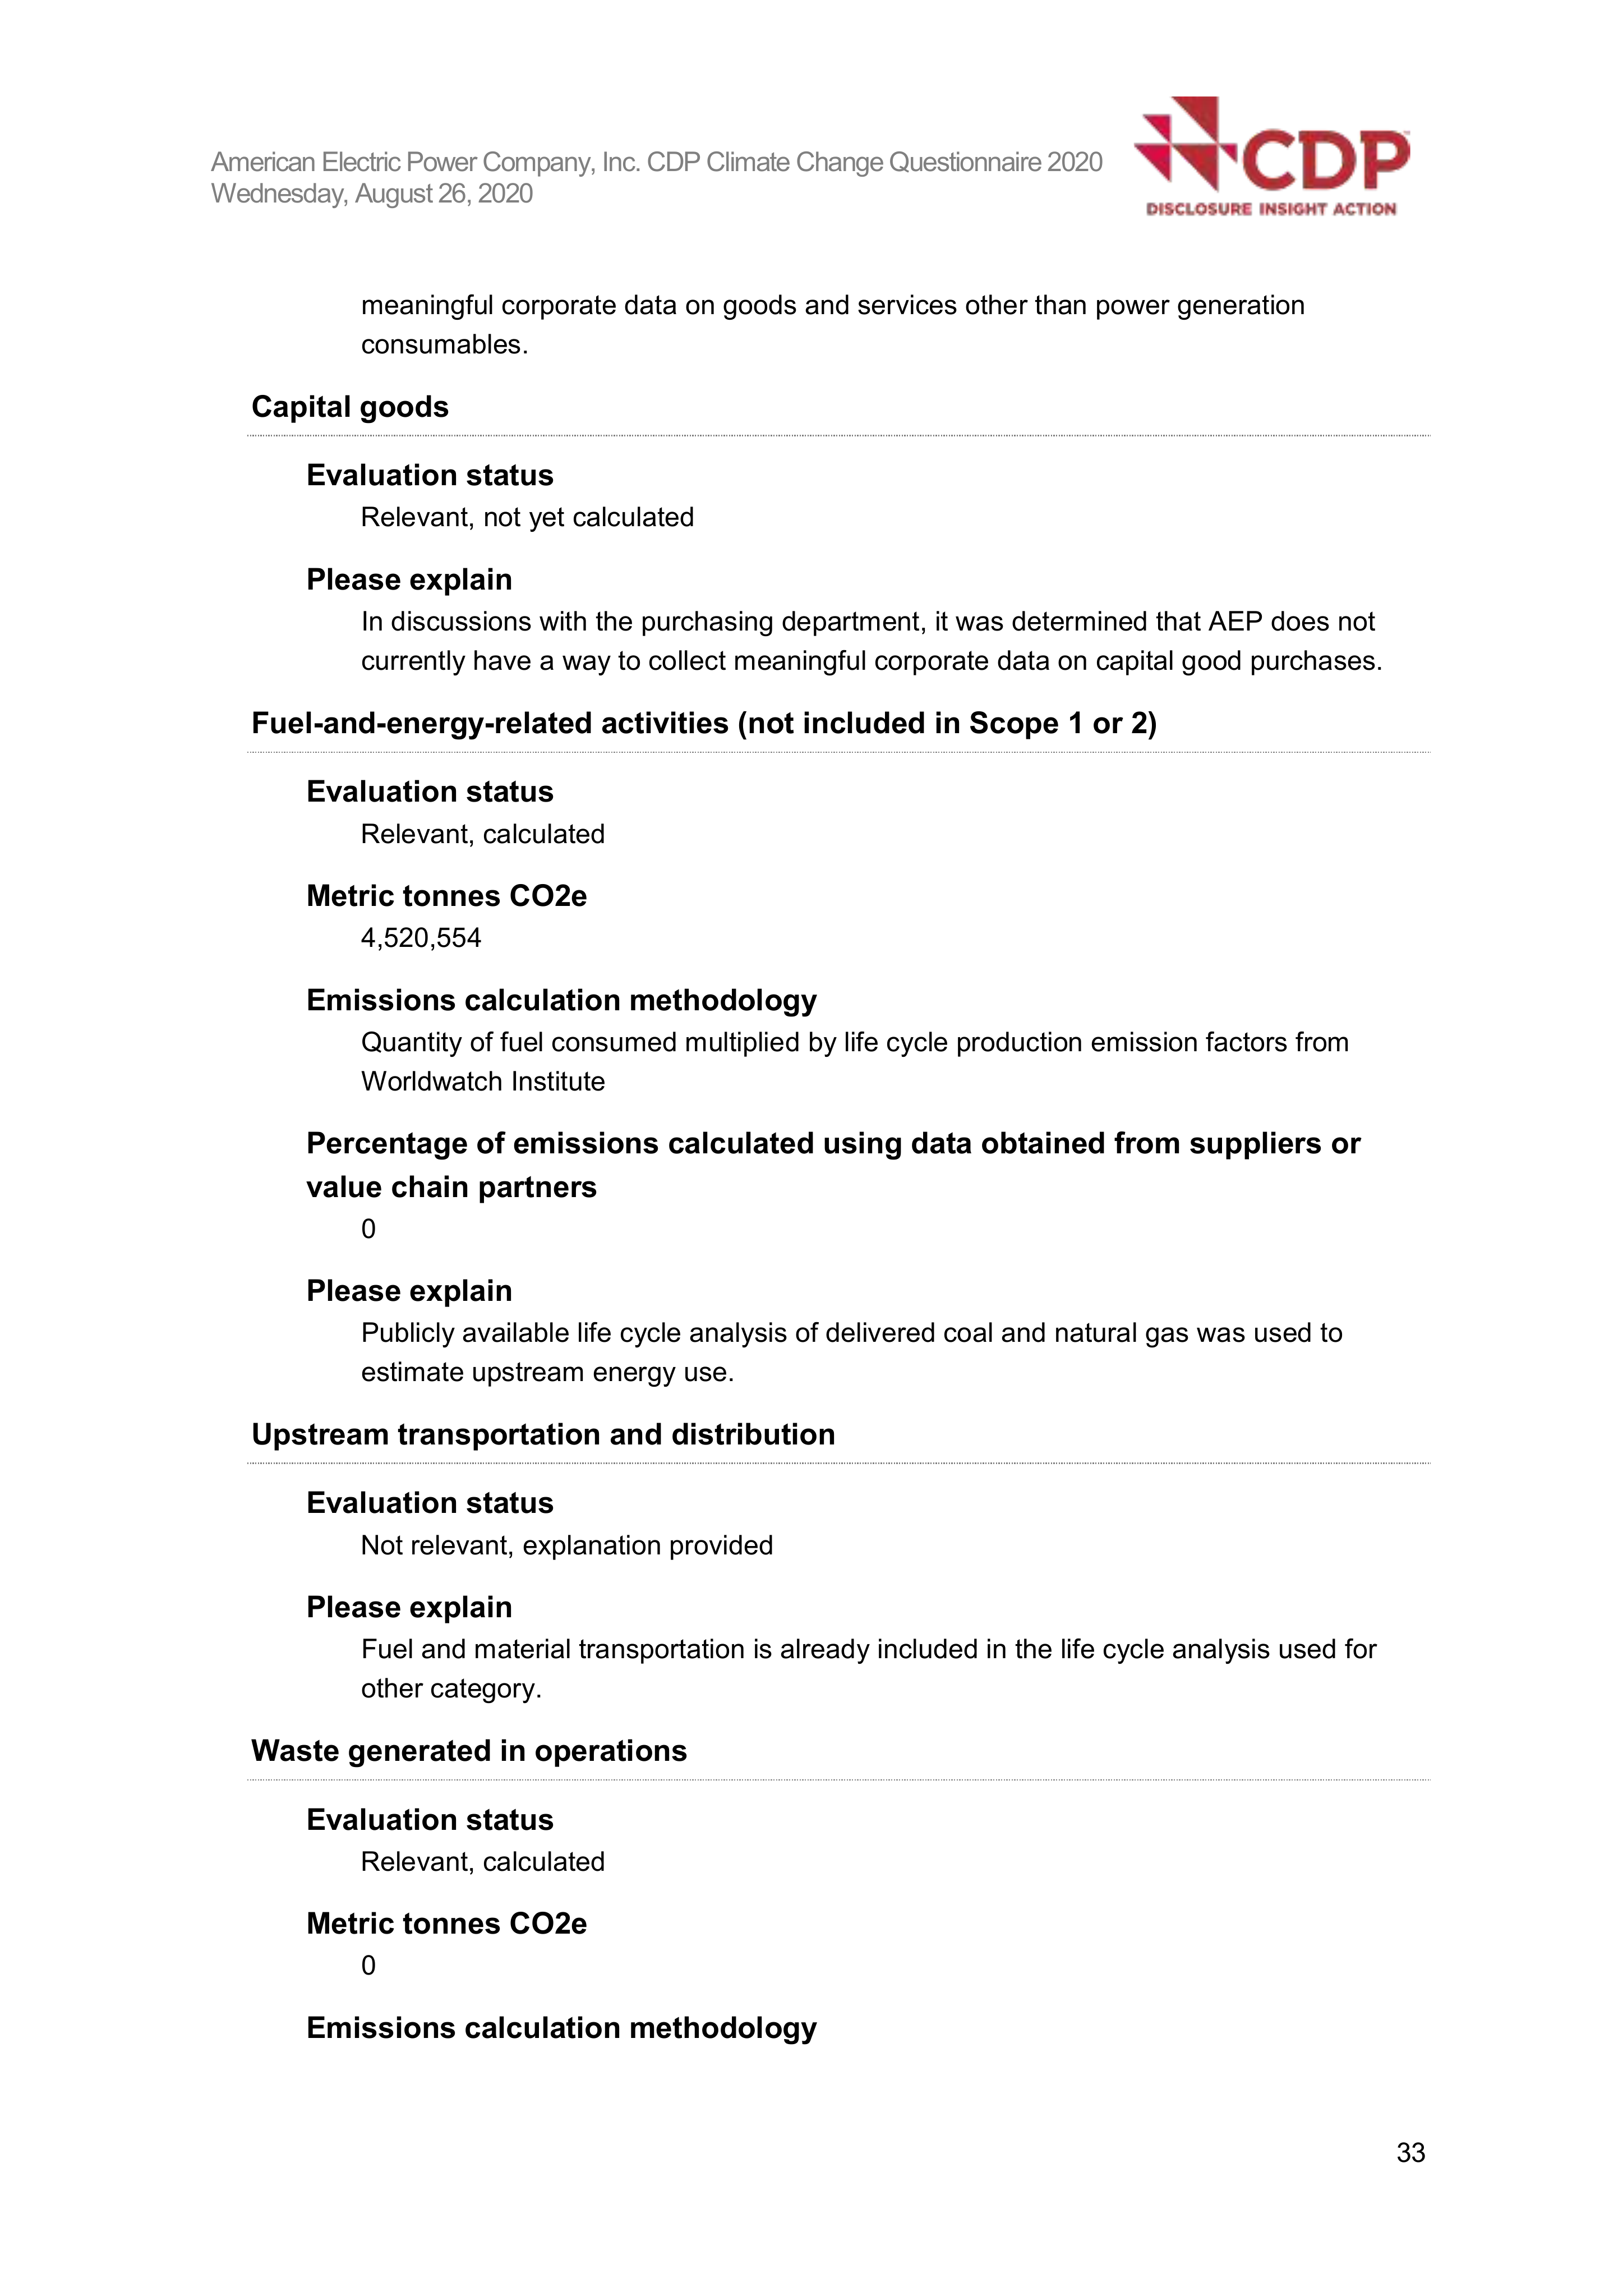 American Electric Power Company, Inc. CDP Climate Change Questionnaire 2020
Wednesday, August 26, 2020
CDP
DISCLOSURE INSIGHT ACTION
meaningful corporate data on goods and services other than power generation
consumables.
Capital goods
Evaluation status
Relevant, not yet calculated
Please explain
In discussions with the purchasing department, it was determined that AEP does not
currently have a way to collect meaningful corporate data on capital good purchases.
Fuel-and-energy-related activities (not included in Scope 1 or 2)
Evaluation status
Relevant, calculated
Metric tonnes CO2e
4,520,554
Emissions calculation methodology
Quantity of fuel consumed multiplied by life cycle production emission factors from
Worldwatch Institute
Percentage of emissions calculated using data obtained from suppliers or
value chain partners
0
Please explain
Publicly available life cycle analysis of delivered coal and natural gas was used to
estimate upstream energy use.
Upstream transportation and distribution
Evaluation status
Not relevant, explanation provided
Please explain
Fuel and material transportation is already included in the life cycle analysis used for
other category.
Waste generated in operations
Evaluation status
Relevant, calculated
Metric tonnes CO2e
0
Emissions calculation methodology
33